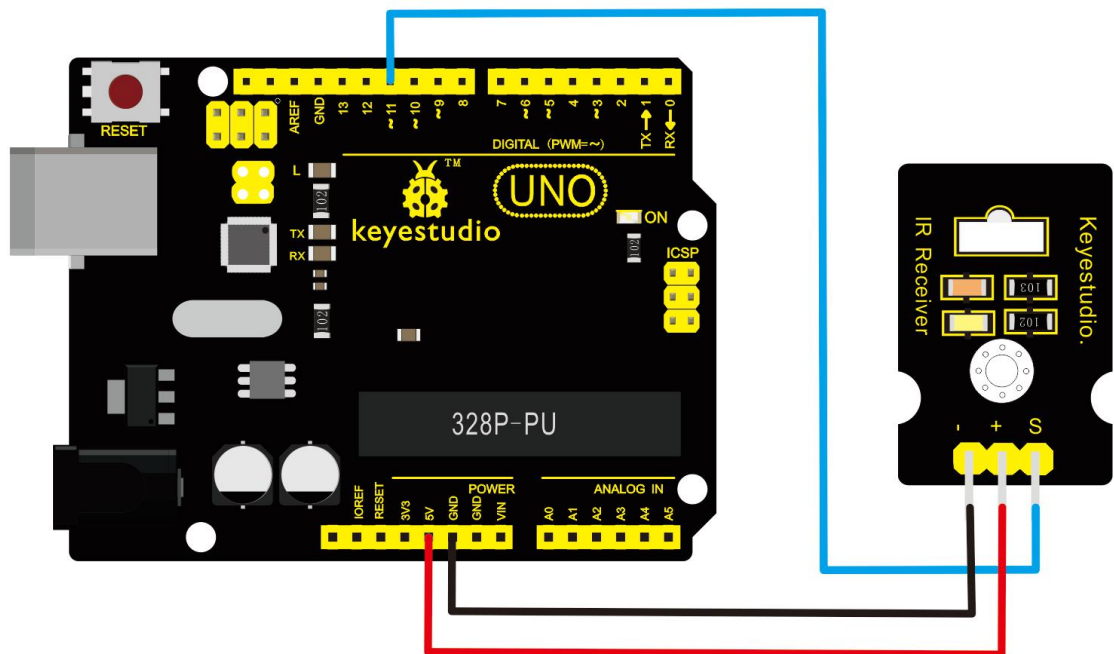 RESET
AREF
GND
13
12
~11
~10
~9
8
7
~6
~5
4
~3
2
TX→1
RX←0
DIGITAL (PWM=~)
L
102
TM
UNO
keyestudio
TX
RX
102
ON
102
ICSP
328P-PU
POWER
ANALOG IN
IOREF
RESET
3V3
5V
GND
GND
VIN
A0
A1
A2
A3
A4
A5
Keyestudio.
IR Receiver
103
102
- + S